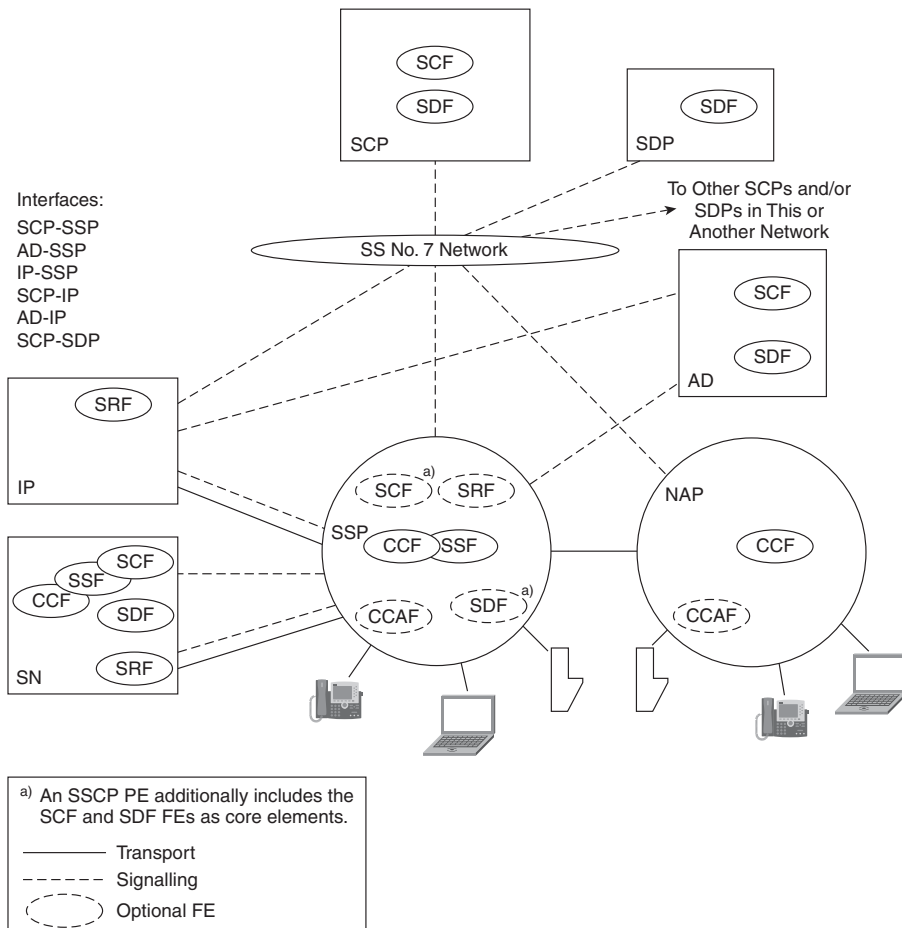 SCF
SDF
SCP
SDF
SDP
To Other SCPs and/or
SDPs in This or
Another Network
Interfaces:
SCP-SSP
AD-SSP
IP-SSP
SCP-IP
AD-IP
SCP-SDP
SS No. 7 Network
SCF
SDF
AD
SRF
IP
SCF a)
SRF
SSP
CCF
SSF
CCAF
SDF a)
NAP
CCF
CCAF
SCF
SSF
CCF
SDF
SRF
SN
a) An SSCP PE additionally includes the
SCF and SDF FEs as core elements.
Transport
Signalling
Optional FE